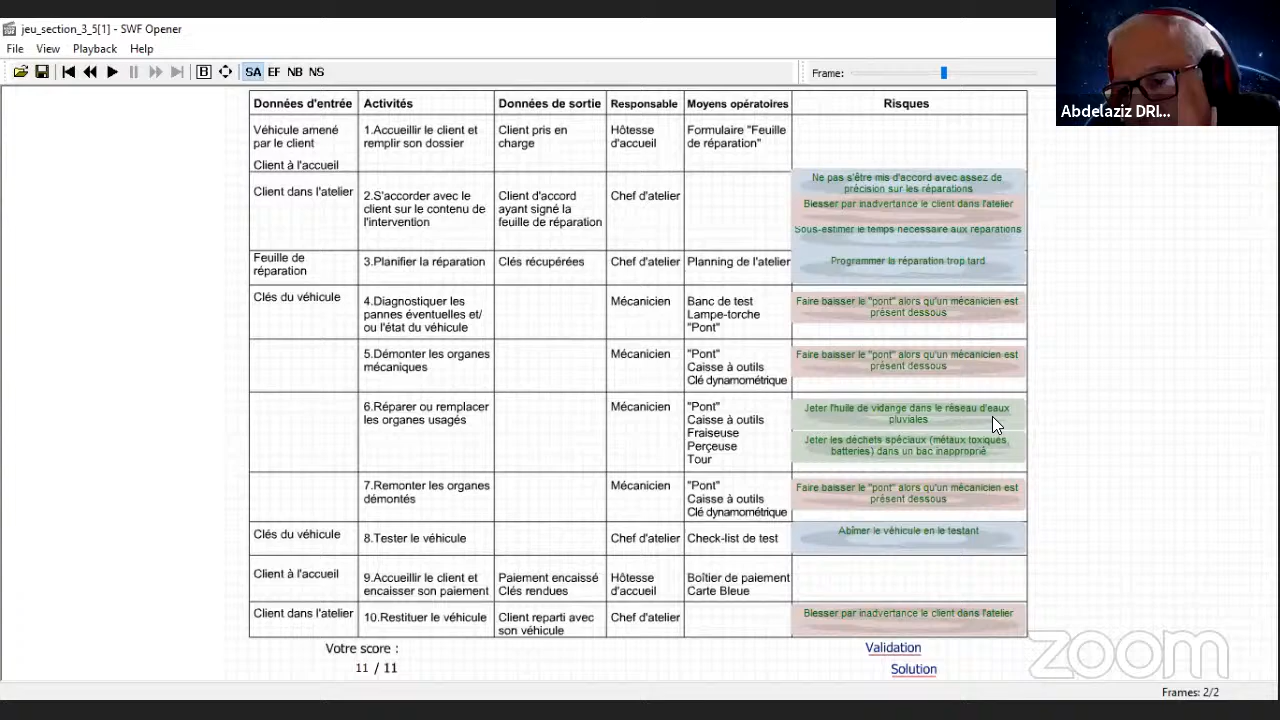 jeu_section_3_5[1] - SWF Opener
File View Playback Help
B SA EF NB NS
Frame:
Abdelaziz DRI...
Données d'entrée Activités Données de sortie Responsable Moyens opératoires Risques
Véhicule amené
par le client
Client à l'accueil
1.Accueillir le client et
remplir son dossier
Client pris en
charge
Hôtesse
d'accueil
Formulaire "Feuille
de réparation"
Client dans l'atelier
2.S'accorder avec le
client sur le contenu de
l'intervention
Client d'accord
ayant signé la
feuille de réparation
Chef d'atelier
Ne pas s'être mis d'accord avec assez de
précision sur les réparations
Blesser par inadvertance le client dans l'atelier
Sous-estimer le temps nécessaire aux réparations
Feuille de
réparation
3.Planifier la réparation
Clés récupérées
Chef d'atelier
Planning de l'atelier
Programmer la réparation trop tard
Clés du véhicule
4.Diagnostiquer les
pannes éventuelles et/
ou l'état du véhicule
Mécanicien
Banc de test
Lampe-torche
"Pont"
Faire baisser le "pont" alors qu'un mécanicien est
présent dessous
5.Démonter les organes
mécaniques
Mécanicien
"Pont"
Caisse à outils
Clé dynamométrique
Faire baisser le "pont" alors qu'un mécanicien est
présent dessous
6.Réparer ou remplacer
les organes usagés
Mécanicien
"Pont"
Caisse à outils
Fraiseuse
Perçeuse
Tour
Jeter l'huile de vidange dans le réseau d'eaux
pluviales
Jeter les déchets spéciaux (métaux toxiques,
batteries) dans un bac inapproprié
7.Remonter les organes
démontés
Mécanicien
"Pont"
Caisse à outils
Clé dynamométrique
Faire baisser le "pont" alors qu'un mécanicien est
présent dessous
Clés du véhicule
8.Tester le véhicule
Chef d'atelier
Check-list de test
Abîmer le véhicule en le testant
Client à l'accueil
9.Accueillir le client et
encaisser son paiement
Paiement encaissé
Clés rendues
Hôtesse
d'accueil
Boîtier de paiement
Carte Bleue
Client dans l'atelier
10.Restituer le véhicule
Client reparti avec
son véhicule
Chef d'atelier
Blesser par inadvertance le client dans l'atelier
Votre score :
11 / 11
Validation
Solution
zoom
Frames: 2/2